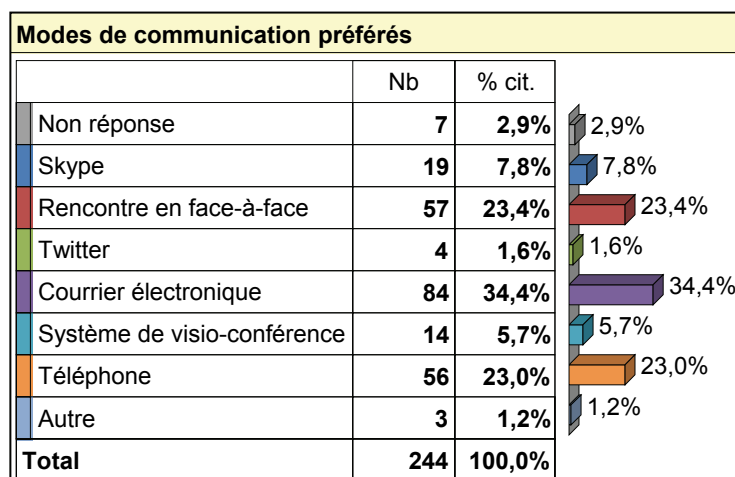 Modes de communication préférés
Nb % cit.
Non réponse 7 2,9% 2,9%
Skype 19 7,8% 7,8%
Rencontre en face-à-face 57 23,4% 23,4%
Twitter 4 1,6% 1,6%
Courrier électronique 84 34,4% 34,4%
Système de visio-conférence 14 5,7% 5,7%
Téléphone 56 23,0% 23,0%
Autre 3 1,2% 1,2%
Total 244 100,0%